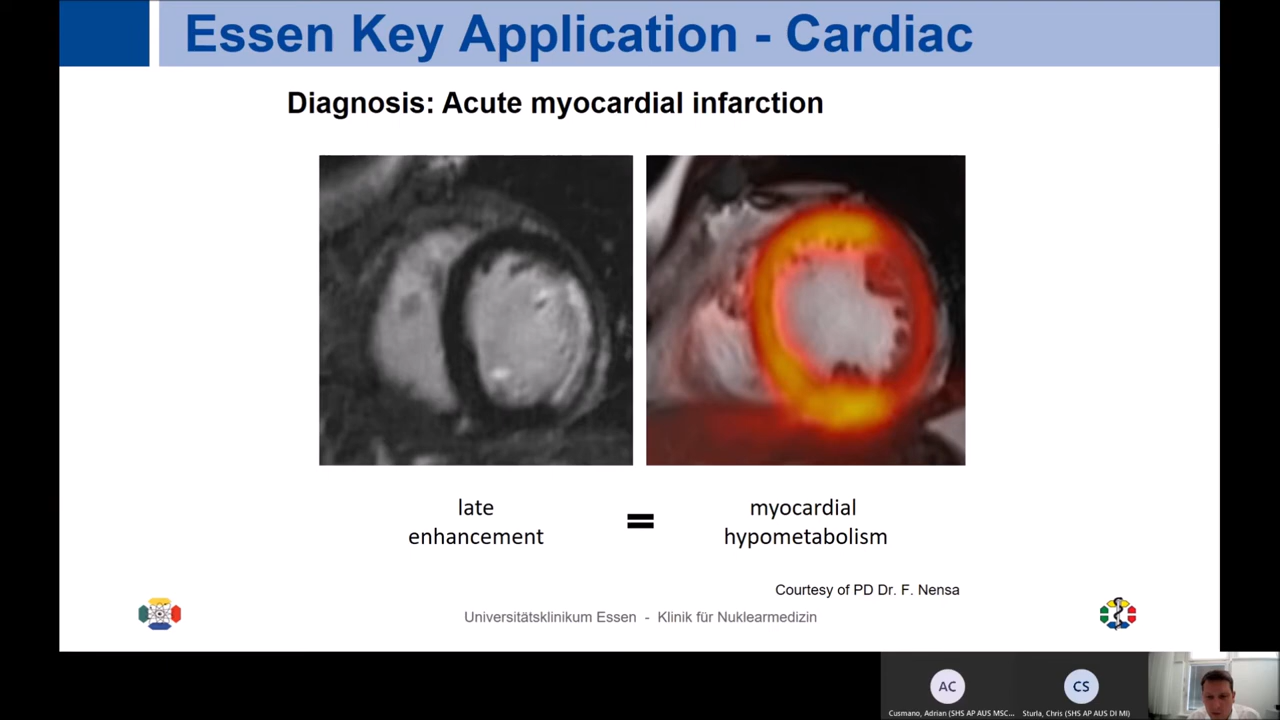 Essen Key Application - Cardiac
Diagnosis: Acute myocardial infarction
late
enhancement
=
myocardial
hypometabolism
Courtesy of PD Dr. F. Nensa
Universitätsklinikum Essen - Klinik für Nuklearmedizin
AC
CS
Cusmano, Adrian (SHS AP AUS MSC...
Sturla, Chris (SHS AP AUS DI MI)